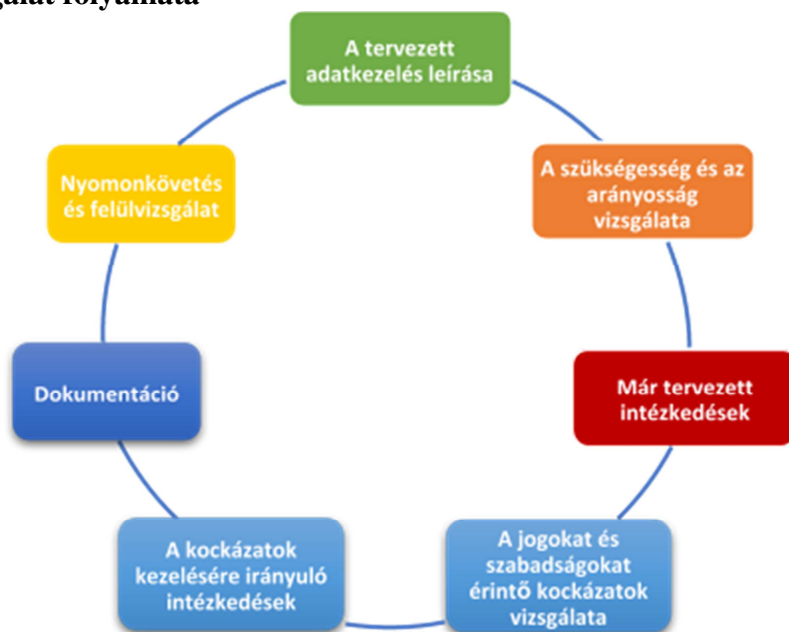 folyamata
A tervezett
adatkezelés leírása
A szükségesség és az
arányosság
vizsgálata
Már tervezett
intézkedések
A jogokat és
szabadságokat
érintő kockázatok
vizsgálata
A kockázatok
kezelésére irányuló
intézkedések
Dokumentáció
Nyomonkövetés
és felülvizsgálat